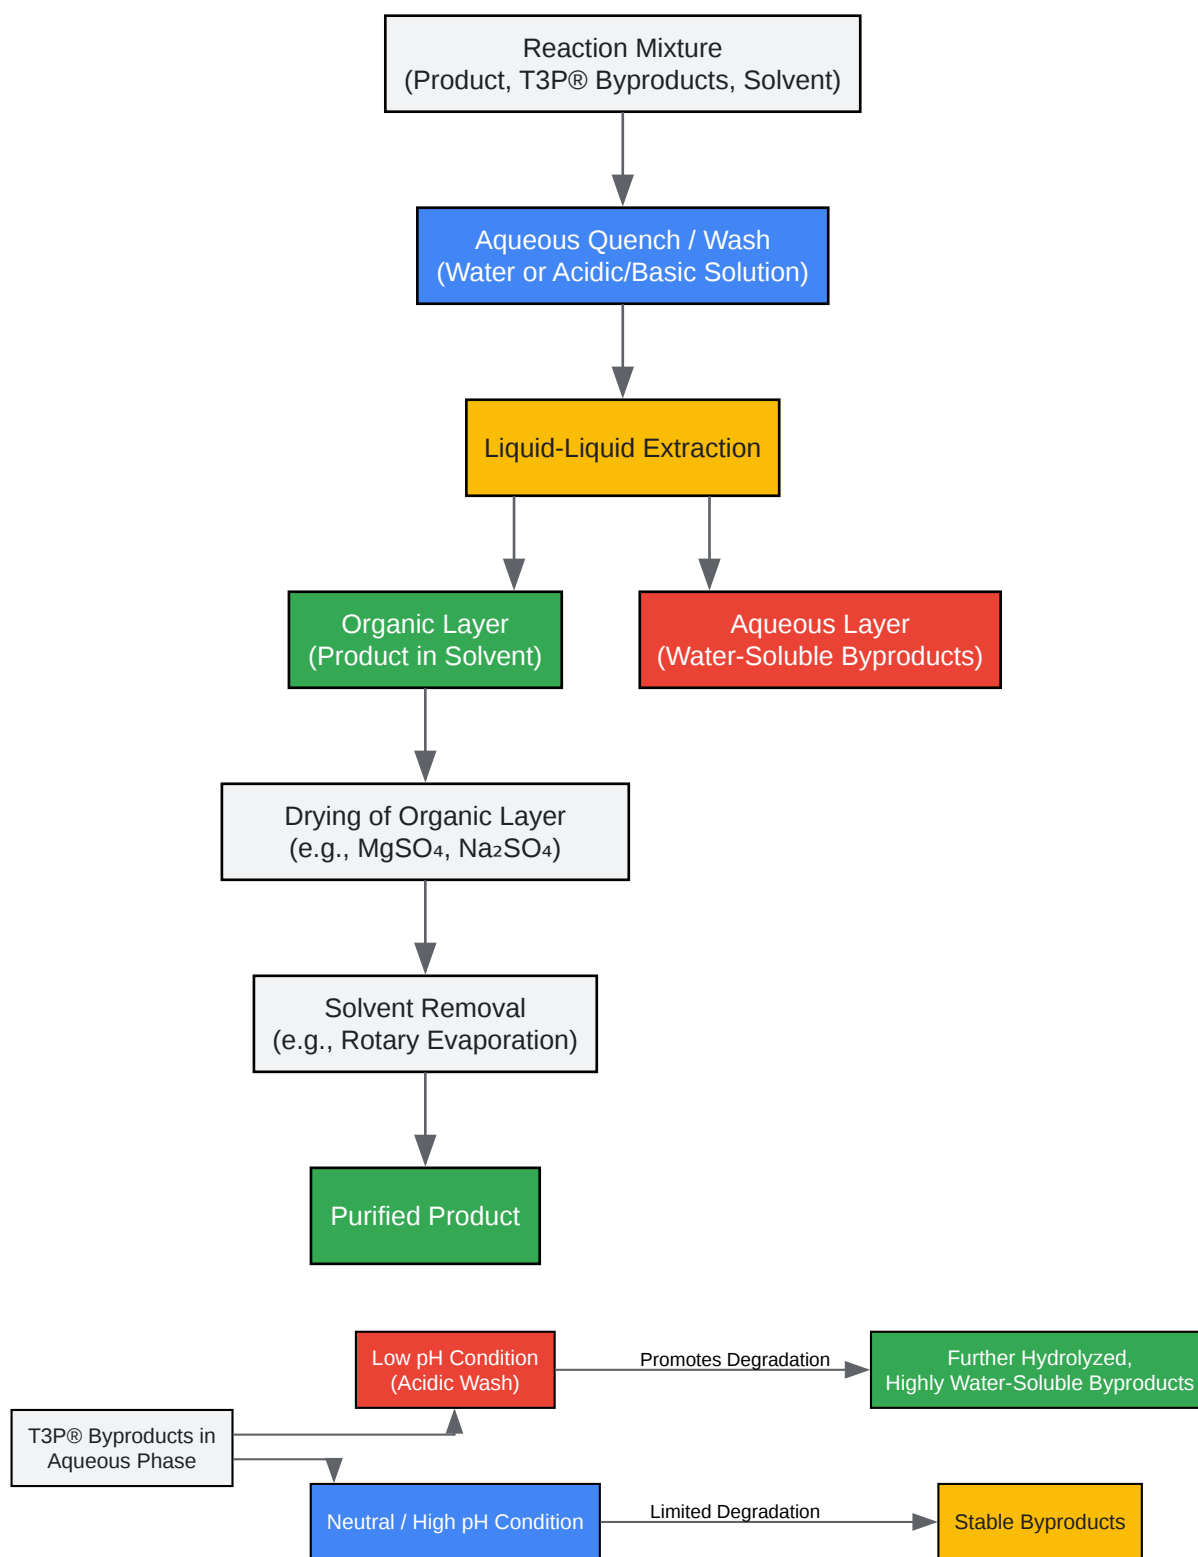 Reaction Mixture
(Product, T3P® Byproducts, Solvent)
Aqueous Quench / Wash
(Water or Acidic/Basic Solution)
Liquid-Liquid Extraction
Organic Layer
(Product in Solvent)
Aqueous Layer
(Water-Soluble Byproducts)
Drying of Organic Layer
(e.g., MgSO₄, Na₂SO₄)
Solvent Removal
(e.g., Rotary Evaporation)
Purified Product
Low pH Condition
(Acidic Wash)
Promotes Degradation
Further Hydrolyzed,
Highly Water-Soluble Byproducts
T3P® Byproducts in
Aqueous Phase
Neutral / High pH Condition
Limited Degradation
Stable Byproducts